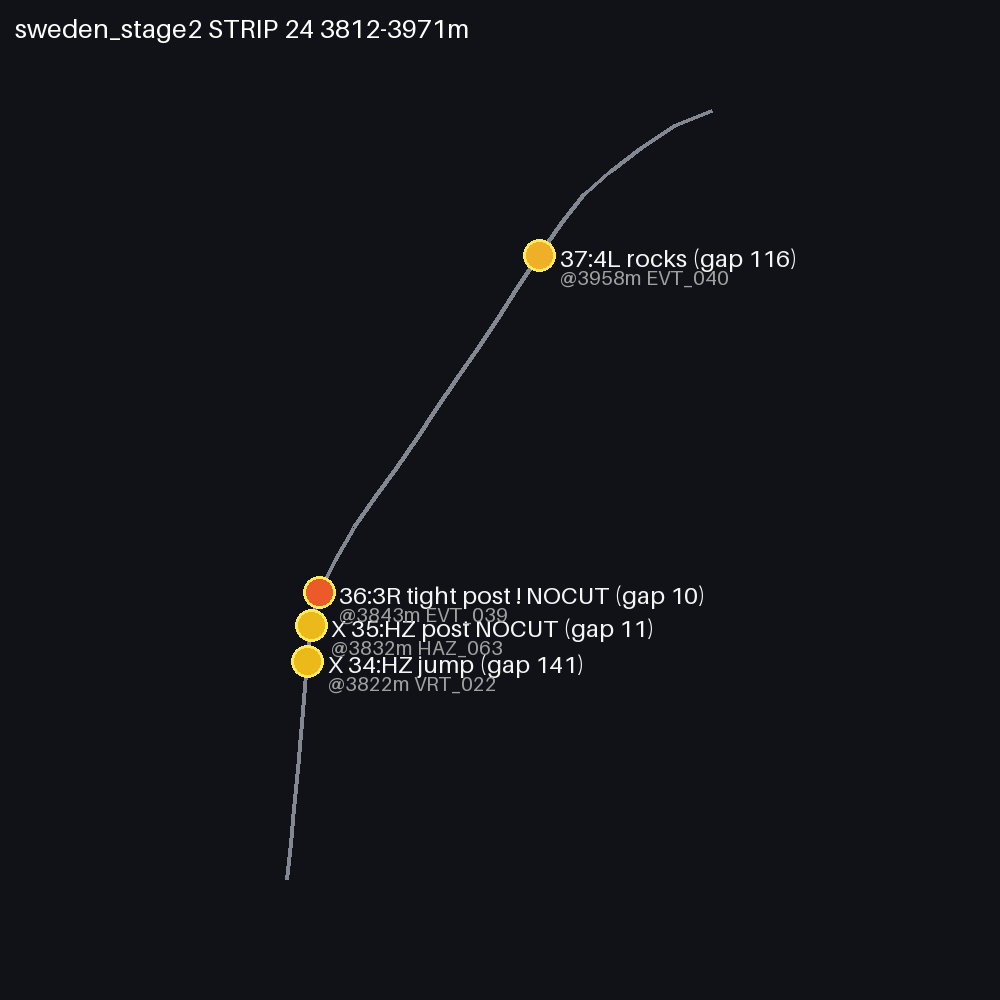 sweden_stage2 STRIP 24 3812-3971m
37:4L rocks (gap 116)
@3958m EVT_040
36:3R tight post ! NOCUT (gap 10)
@3843m EVT_039
X 35:HZ post NOCUT (gap 11)
@3832m HAZ_063
X 34:HZ jump (gap 141)
@3822m VRT_022